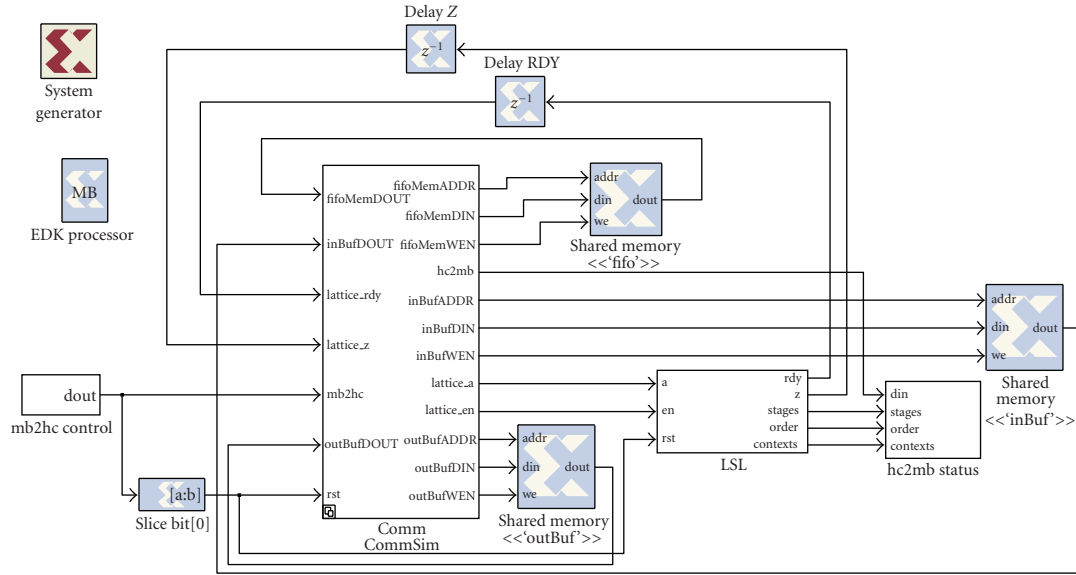 Delay Z
z−1
Delay RDY
z−1
System
generator
MB
EDK processor
fifoMemDOUT
inBufDOUT
lattice_rdy
lattice_z
mb2hc
outBufDOUT
rst
fifoMemADDR
fifoMemDIN
fifoMemWEN
hc2mb
inBufADDR
inBufDIN
inBufWEN
lattice_a
lattice_en
outBufADDR
outBufDIN
outBufWEN
Comm
CommSim
addr
din
we
dout
Shared memory
<<‘fifo’>>
addr
din
we
dout
Shared
memory
<<‘inBuf’>>
dout
mb2hc control
[a:b]
Slice bit[0]
addr
din
we
dout
Shared memory
<<‘outBuf’>>
a
en
rst
rdy
z
stages
order
contexts
LSL
din
stages
order
contexts
hc2mb status